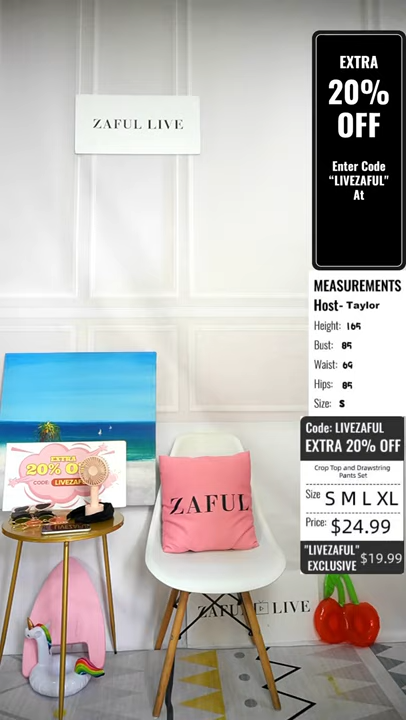 EXTRA
20%
OFF
Enter Code
"LIVEZAFUL"
At
ZAFUL LIVE
MEASUREMENTS
Host- Taylor
Height: 165
Bust: 85
Waist: 69
Hips: 85
Size: S
Code: LIVEZAFUL
EXTRA 20% OFF
Crop Top and Drawstring
Pants Set
Size S M L XL
Price: $24.99
"LIVEZAFUL"
EXCLUSIVE $19.99
20% O
CODE: LIVEZAF
ZAFUL
ZAFUL LIVE